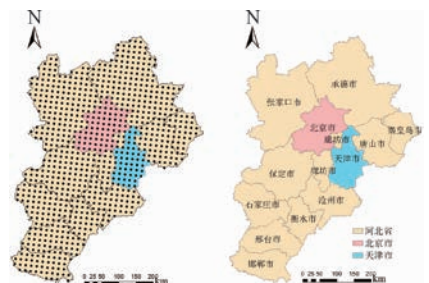 N
0 25 50 100 150 200
km
N
承德市
张家口市
秦皇岛市
北京市
廊坊市
唐山市
天津市
保定市
廊坊市
沧州市
石家庄市
衡水市
邢台市
邯郸市
河北省
北京市
天津市
0 25 50 100 150 200
km